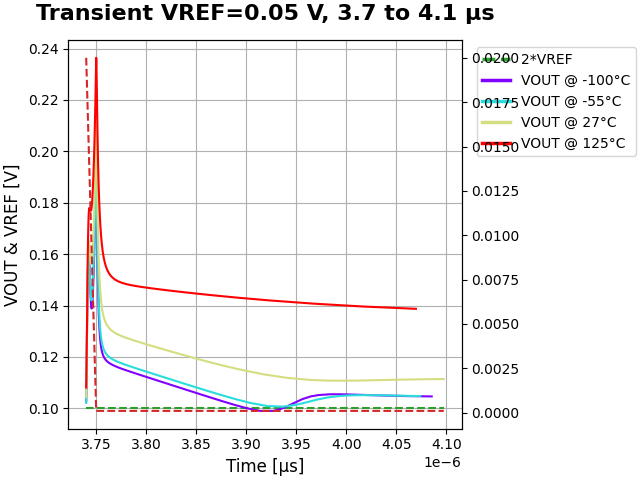 Transient VREF=0.05 V, 3.7 to 4.1 µs
VOUT & VREF [V]
0.24
0.22
0.20
0.18
0.16
0.14
0.12
0.10
0.0200
0.0175
0.0150
0.0125
0.0100
0.0075
0.0050
0.0025
0.0000
2*VREF
VOUT @ -100°C
VOUT @ -55°C
VOUT @ 27°C
VOUT @ 125°C
3.75 3.80 3.85 3.90 3.95 4.00 4.05 4.10
1e−6
Time [µs]